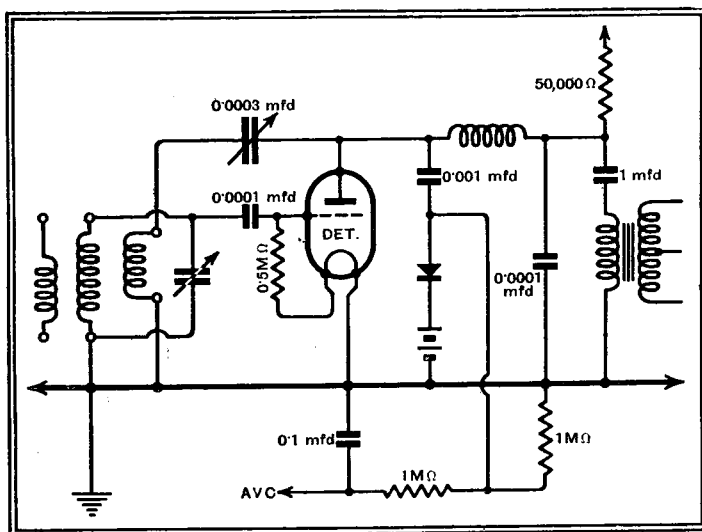 50,000Ω
0·0003 mfd
0·0001 mfd
0·001 mfd
1 mfd
DET.
0·5MΩ
0·0001
mfd
0·1 mfd
1MΩ
1MΩ
AVC